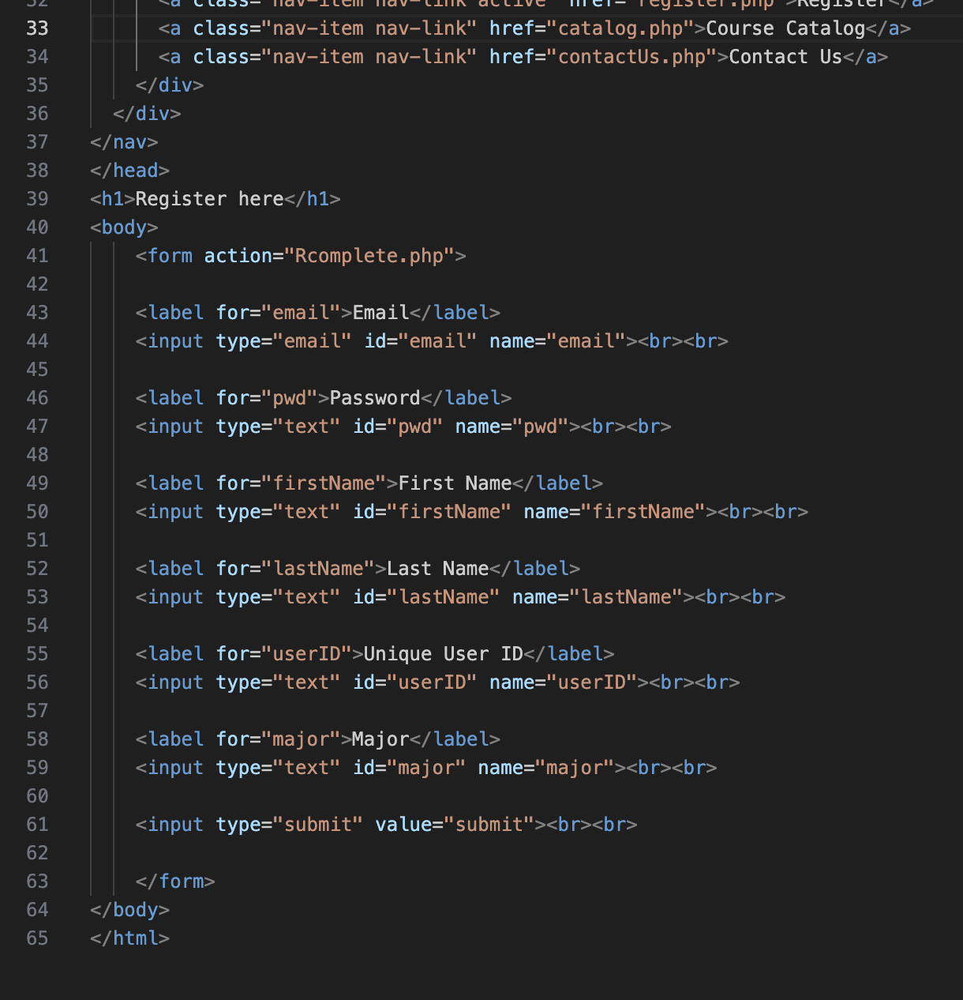 32 <a class="nav-item nav-link active" href="register.php">Register</a>
33 <a class="nav-item nav-link" href="catalog.php">Course Catalog</a>
34 <a class="nav-item nav-link" href="contactUs.php">Contact Us</a>
35 </div>
36 </div>
37 </nav>
38 </head>
39 <h1>Register here</h1>
40 <body>
41 <form action="Rcomplete.php">
42
43 <label for="email">Email</label>
44 <input type="email" id="email" name="email"><br><br>
45
46 <label for="pwd">Password</label>
47 <input type="text" id="pwd" name="pwd"><br><br>
48
49 <label for="firstName">First Name</label>
50 <input type="text" id="firstName" name="firstName"><br><br>
51
52 <label for="lastName">Last Name</label>
53 <input type="text" id="lastName" name="lastName"><br><br>
54
55 <label for="userID">Unique User ID</label>
56 <input type="text" id="userID" name="userID"><br><br>
57
58 <label for="major">Major</label>
59 <input type="text" id="major" name="major"><br><br>
60
61 <input type="submit" value="submit"><br><br>
62
63 </form>
64 </body>
65 </html>